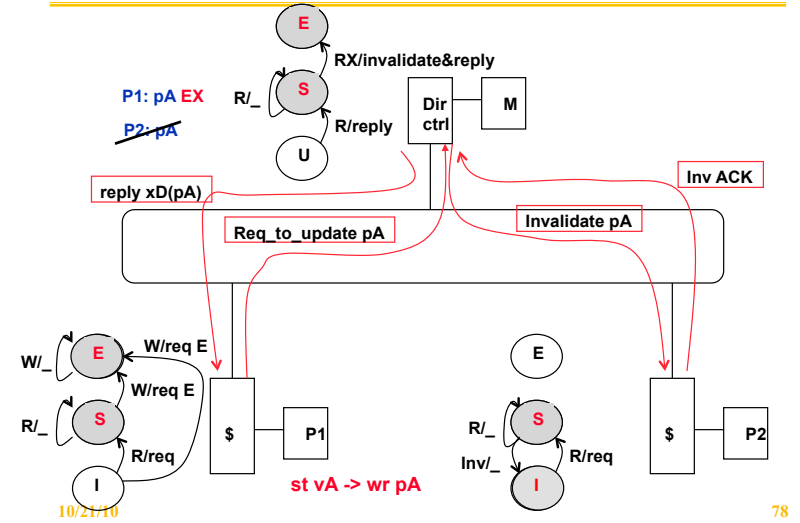 E
RX/invalidate&reply
P1: pA EX
R/_
S
Dir
ctrl
M
P2: pA
R/reply
U
reply xD(pA)
Inv ACK
Req_to_update pA
Invalidate pA
W/_
E
W/req E
W/req E
R/_
S
R/req
I
$
P1
E
R/_
S
Inv/_
R/req
I
$
P2
st vA -> wr pA
10/21/10
78